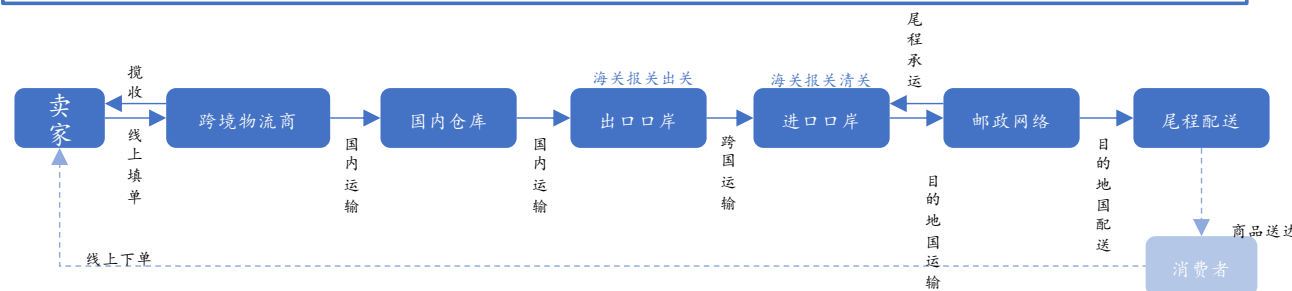 尾程承运
揽收
海关报关出关
海关报关清关
卖家
跨境物流商
国内仓库
出口口岸
进口口岸
邮政网络
尾程配送
线上填单
国内运输
国内运输
跨国运输
目的地国运输
目的地国配送
商品送达
线上下单
消费者